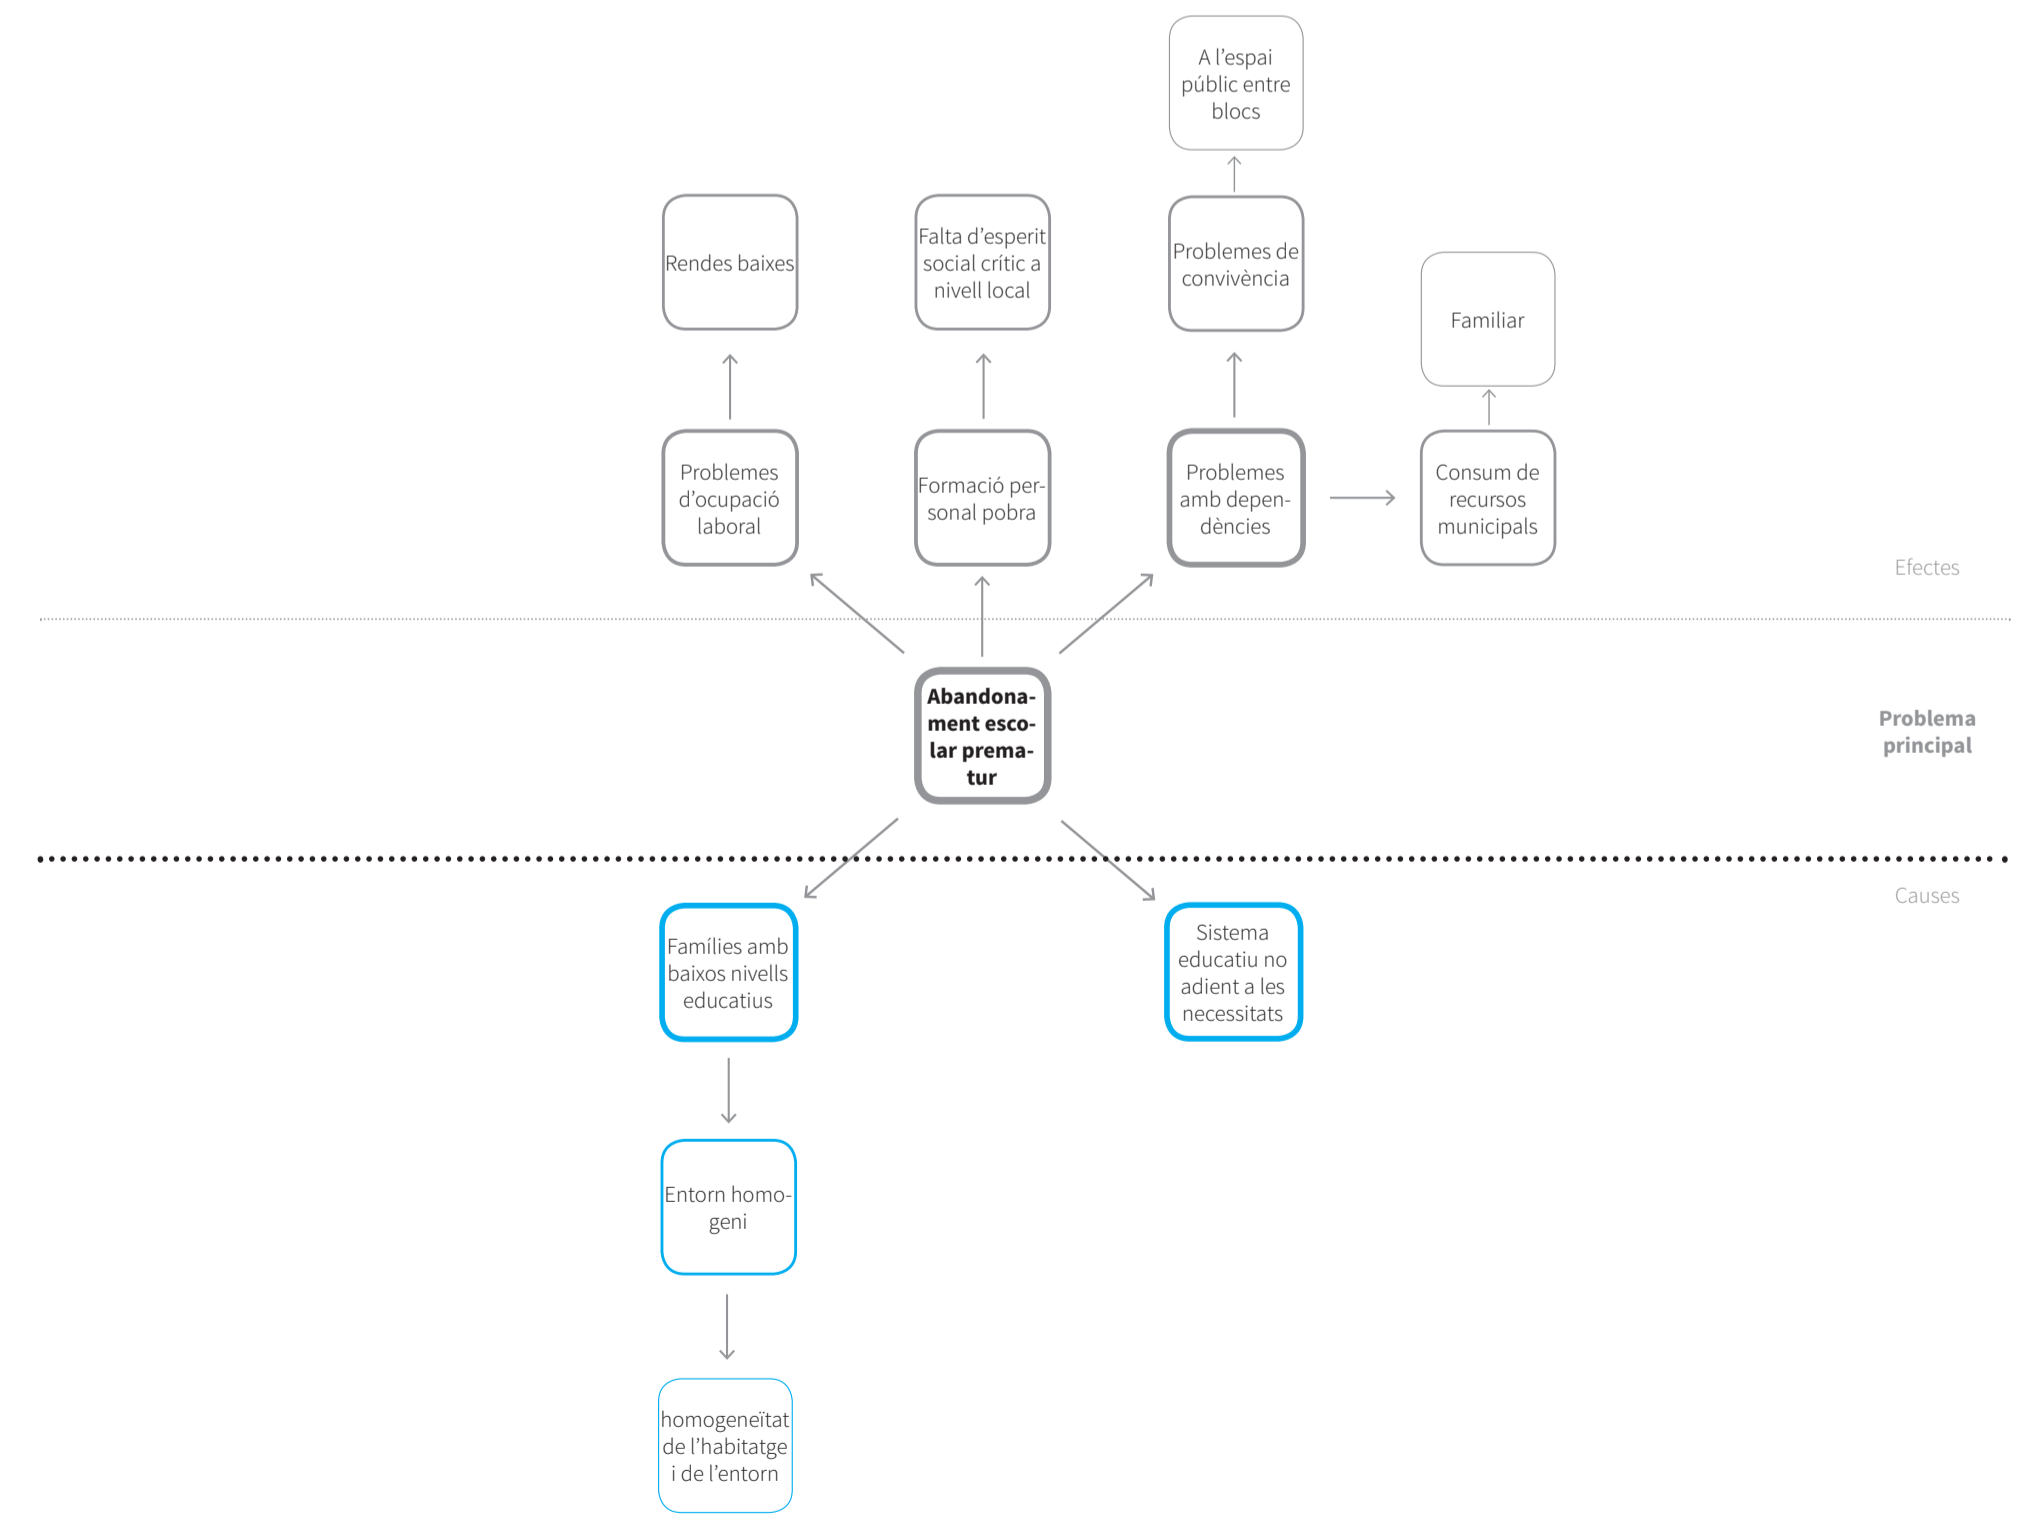 A l’espai
públic entre
blocs
Rendes baixes
Falta d’esperit
social crític a
nivell local
Problemes de
convivència
Familiar
Problemes
d’ocupació
laboral
Formació per-
sonal pobra
Problemes
amb depen-
dències
Consum de
recursos
municipals
Efectes
Abandona-
ment esco-
lar prema-
tur
Problema
principal
Causes
Famílies amb
baixos nivells
educatius
Sistema
educatiu no
adient a les
necessitats
Entorn homo-
geni
homogeneïtat
de l’habitatge
i de l’entorn